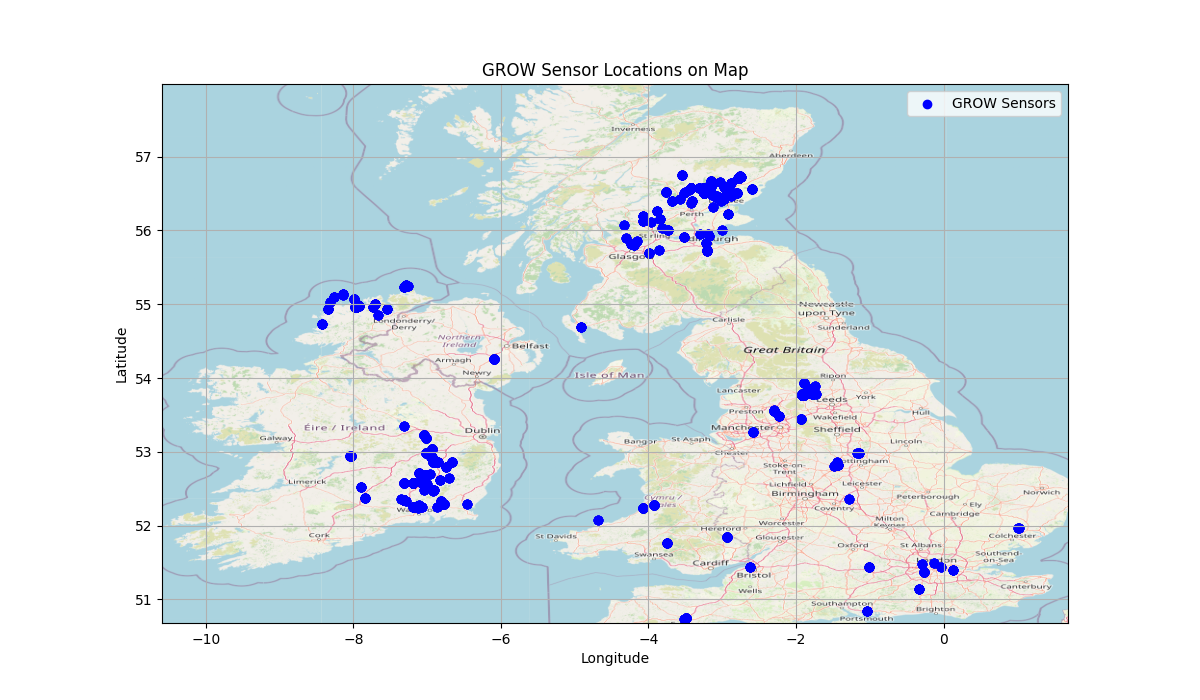 GROW Sensor Locations on Map
GROW Sensors
Inverness
Aberdeen
Perth
Glasgo
Newcastle
upon Tyne
Carlisle
Sunderland
Londonderry/
Derry
Northern
Ireland
Belfast
Armagh
Newry
Great Britain
Isle of Man
Ripon
Lancaster
Leeds
York
Preston
Wakefield
Hull
Manchester
Sheffield
Éire / Ireland
Dublin
Galway
Bangor
St Asaph
Lincoln
Chester
Stoke-on-
Trent
Nottingham
Limerick
Lichfield
Leicester
Birmingham
Peterborough
Norwich
Coventry
Ely
Cambridge
Cymru /
Worcester
Milton
Keynes
Hereford
Cork
St Davids
Gloucester
Oxford
St Albans
Colchester
Swansea
Cardiff
Southend
-on-Sea
Bristol
Wells
Canterbury
Southampton
Brighton
Portsmouth
57
56
55
54
53
52
51
Latitude
−10
−8
−6
−4
−2
0
Longitude